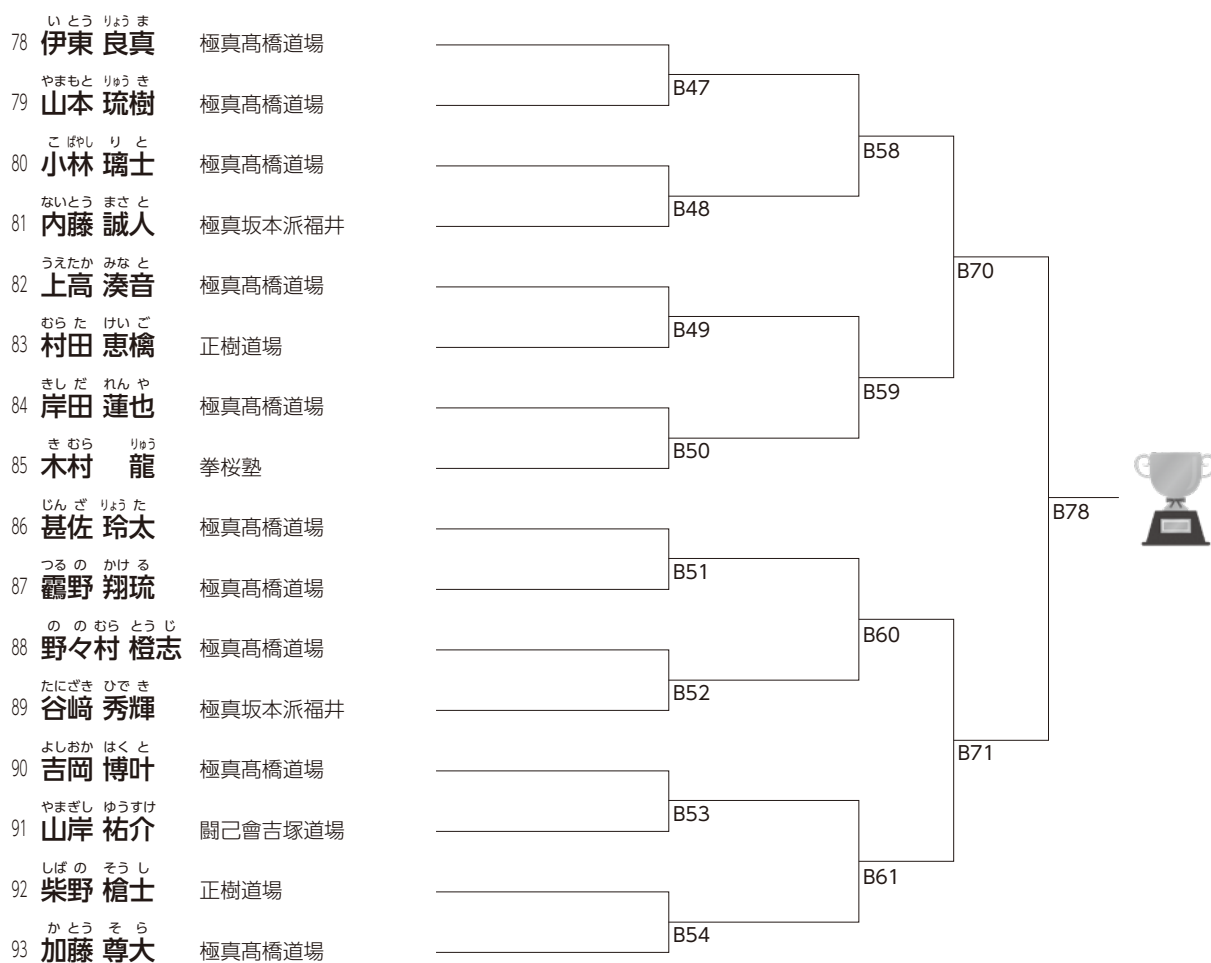 い とう りょう ま
78 伊東 良真 極真髙橋道場
やまもと りゅう き
79 山本 琉樹 極真髙橋道場
B47
こ ばやし り と
80 小林 璃士 極真髙橋道場
B58
ないとう まさ と
81 内藤 誠人 極真坂本派福井
B48
うえたか みな と
82 上高 湊音 極真髙橋道場
B70
むら た けい ご
83 村田 恵檎 正樹道場
B49
きし だ れん や
84 岸田 蓮也 極真髙橋道場
B59
き むら りゅう
85 木村 龍 拳桜塾
B50
じん ざ りょう た
86 甚佐 玲太 極真髙橋道場
B78
つる の かけ る
87 靏野 翔琉 極真髙橋道場
B51
の の むら とう じ
88 野々村 橙志 極真髙橋道場
B60
たにざき ひで き
89 谷﨑 秀輝 極真坂本派福井
B52
よしおか はく と
90 吉岡 博叶 極真髙橋道場
B71
やまぎし ゆうすけ
91 山岸 祐介 闘己會吉塚道場
B53
しば の そう し
92 柴野 槍士 正樹道場
B61
か とう そ ら
93 加藤 尊大 極真髙橋道場
B54